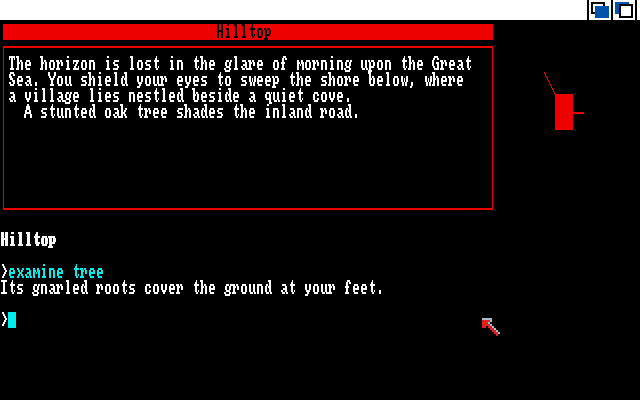 Hilltop
The horizon is lost in the glare of morning upon the Great
Sea. You shield your eyes to sweep the shore below, where
a village lies nestled beside a quiet cove.
A stunted oak tree shades the inland road.
Hilltop
>examine tree
Its gnarled roots cover the ground at your feet.
>